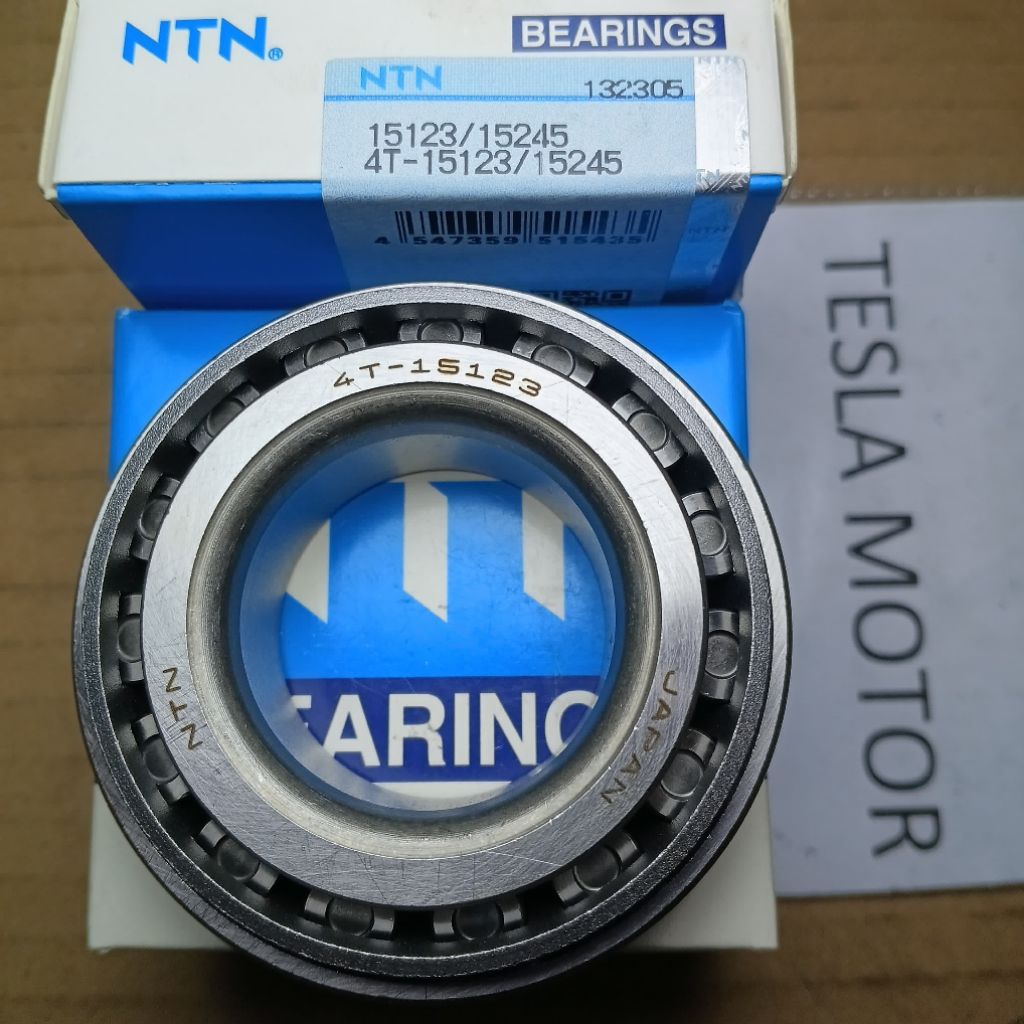 NTN®
BEARINGS
NTN
132305
15123/15245
4T-15123/15245
4 547359 515435
4T-15123
NTN
JAPAN
EARING
TESLA MOTOR